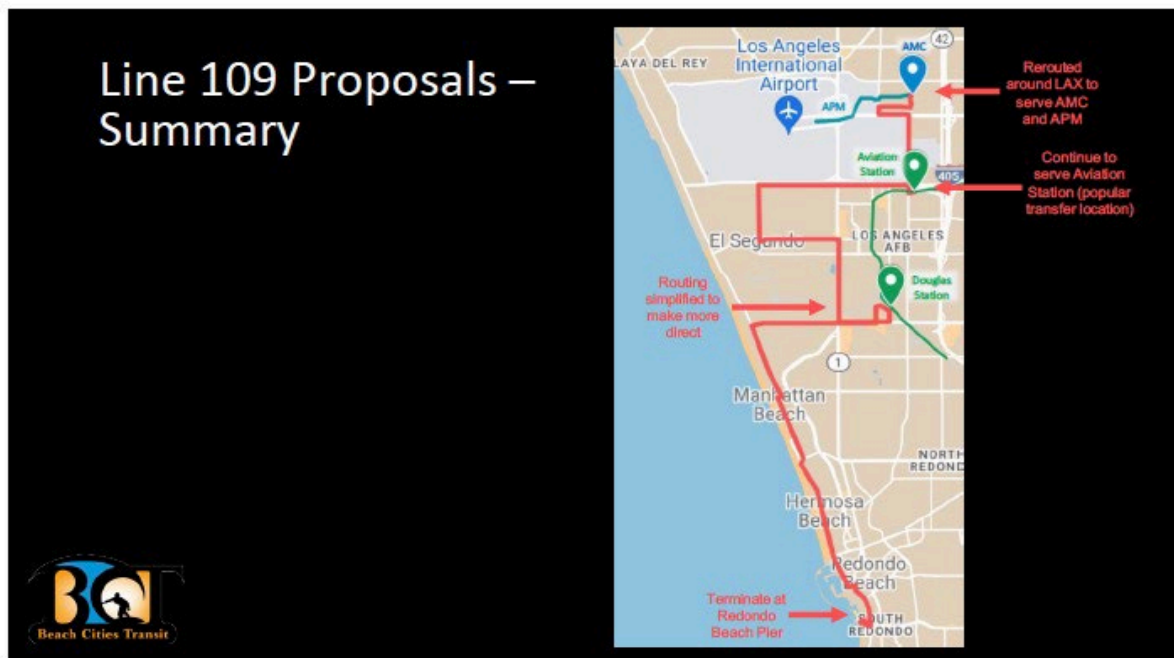 Line 109 Proposals –
Summary
Los Angeles
International
Airport
AMC
42
LAYA DEL REY
APM
Rerouted
around LAX to
serve AMC
and APM
Aviation
Station
405
Continue to
serve Aviation
Station (popular
transfer location)
El Segundo
LOS ANGELES
AFB
Douglas
Station
Routing
simplified to
make more
direct
1
Manhattan
Beach
NORTH
REDOND
Hermosa
Beach
Redondo
Beach
Terminate at
Redondo
Beach Pier
SOUTH
REDONDO
BCT
Beach Cities Transit